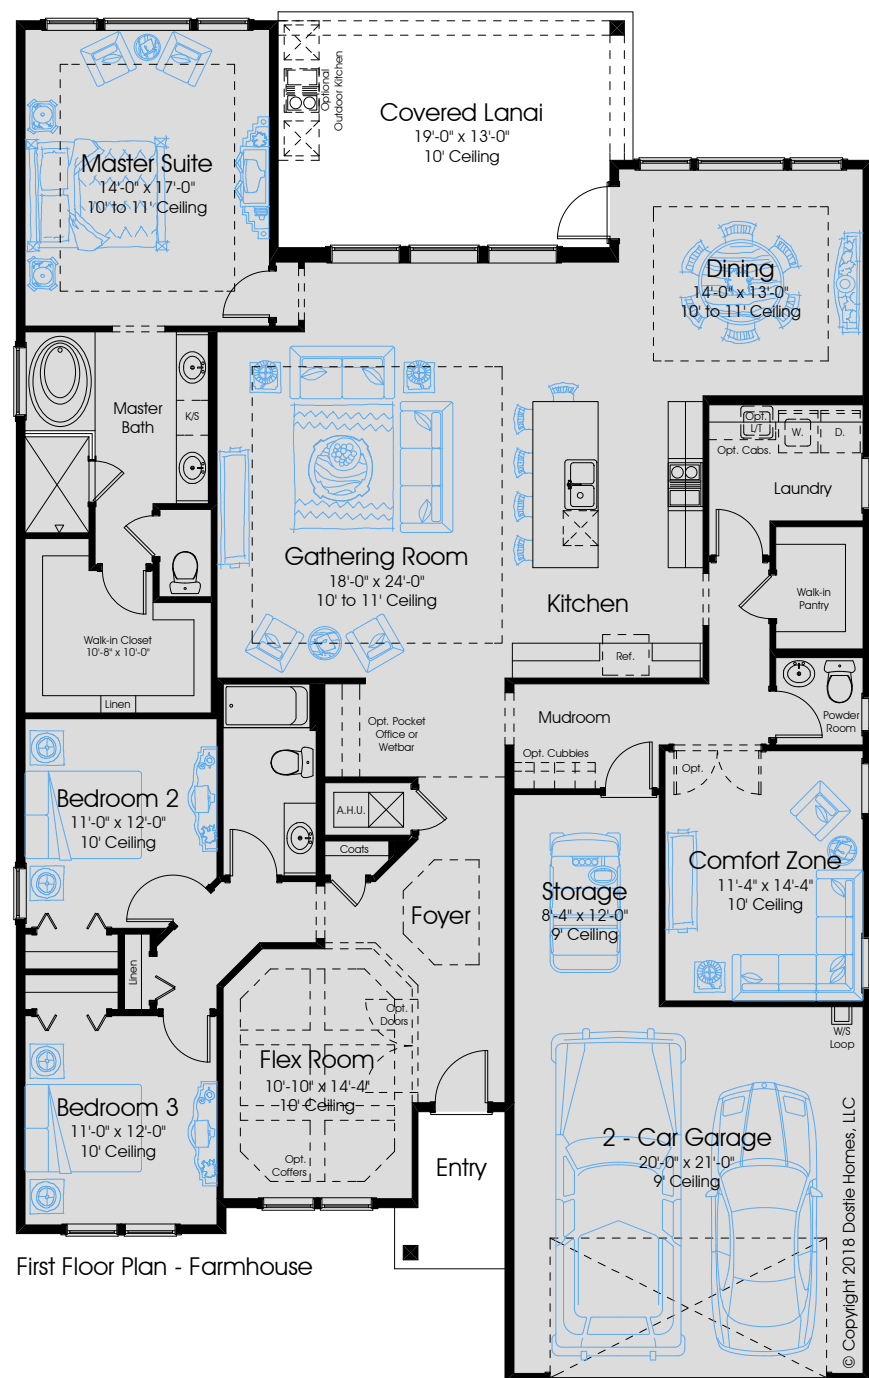 Optional
Outdoor Kitchen
Covered Lanai
19'-0" x 13'-0"
10' Ceiling
Master Suite
14'-0" x 17'-0"
10' to 11' Ceiling
Dining
14'-0" x 13'-0"
10' to 11' Ceiling
Master
Bath
K/S
Opt.
L/T
W.
D.
Opt. Cabs.
Laundry
Gathering Room
18'-0" x 24'-0"
10' to 11' Ceiling
Kitchen
Walk-in
Pantry
Walk-in Closet
10'-8" x 10'-0"
Linen
Ref.
Opt. Pocket
Office or
Wetbar
Mudroom
Opt. Cubbies
Powder
Room
Opt.
Bedroom 2
11'-0" x 12'-0"
10' Ceiling
A.H.U.
Coats
Foyer
Storage
8'-4" x 12'-0"
9' Ceiling
Comfort Zone
11'-4" x 14'-4"
10' Ceiling
Linen
Opt.
Doors
W/S
Loop
Flex Room
10'-10" x 14'-4"
10' Ceiling
Opt.
Coffers
Bedroom 3
11'-0" x 12'-0"
10' Ceiling
Entry
2 - Car Garage
20'-0" x 21'-0"
9' Ceiling
© Copyright 2018 Dostie Homes, LLC
First Floor Plan - Farmhouse